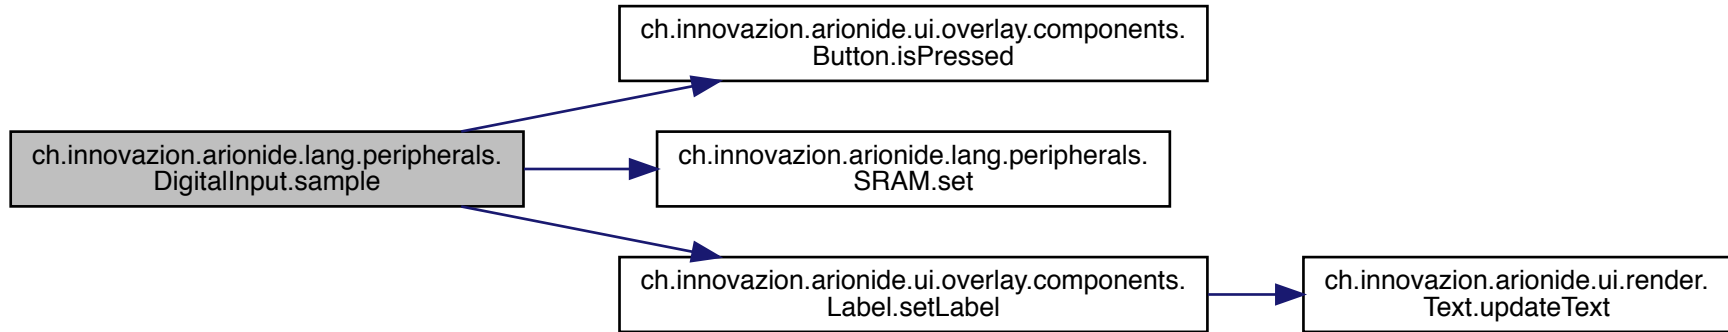 ch.innovazion.arionide.lang.peripherals.
DigitalInput.sample
ch.innovazion.arionide.ui.overlay.components.
Button.isPressed
ch.innovazion.arionide.lang.peripherals.
SRAM.set
ch.innovazion.arionide.ui.overlay.components.
Label.setLabel
ch.innovazion.arionide.ui.render.
Text.updateText